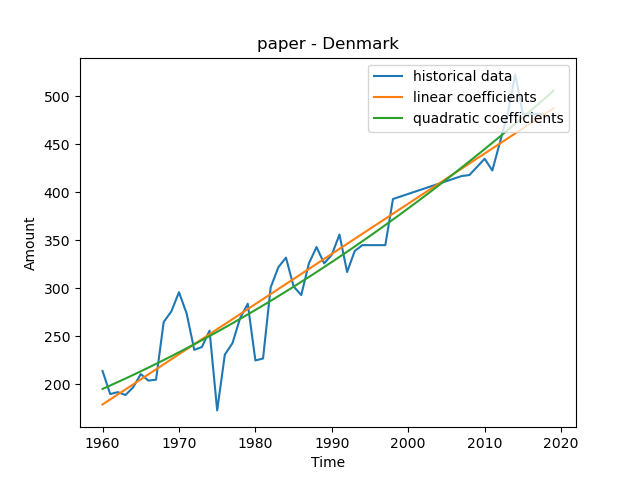 paper - Denmark
historical data
linear coefficients
quadratic coefficients
500
450
400
350
300
250
200
Amount
1960 1970 1980 1990 2000 2010 2020
Time